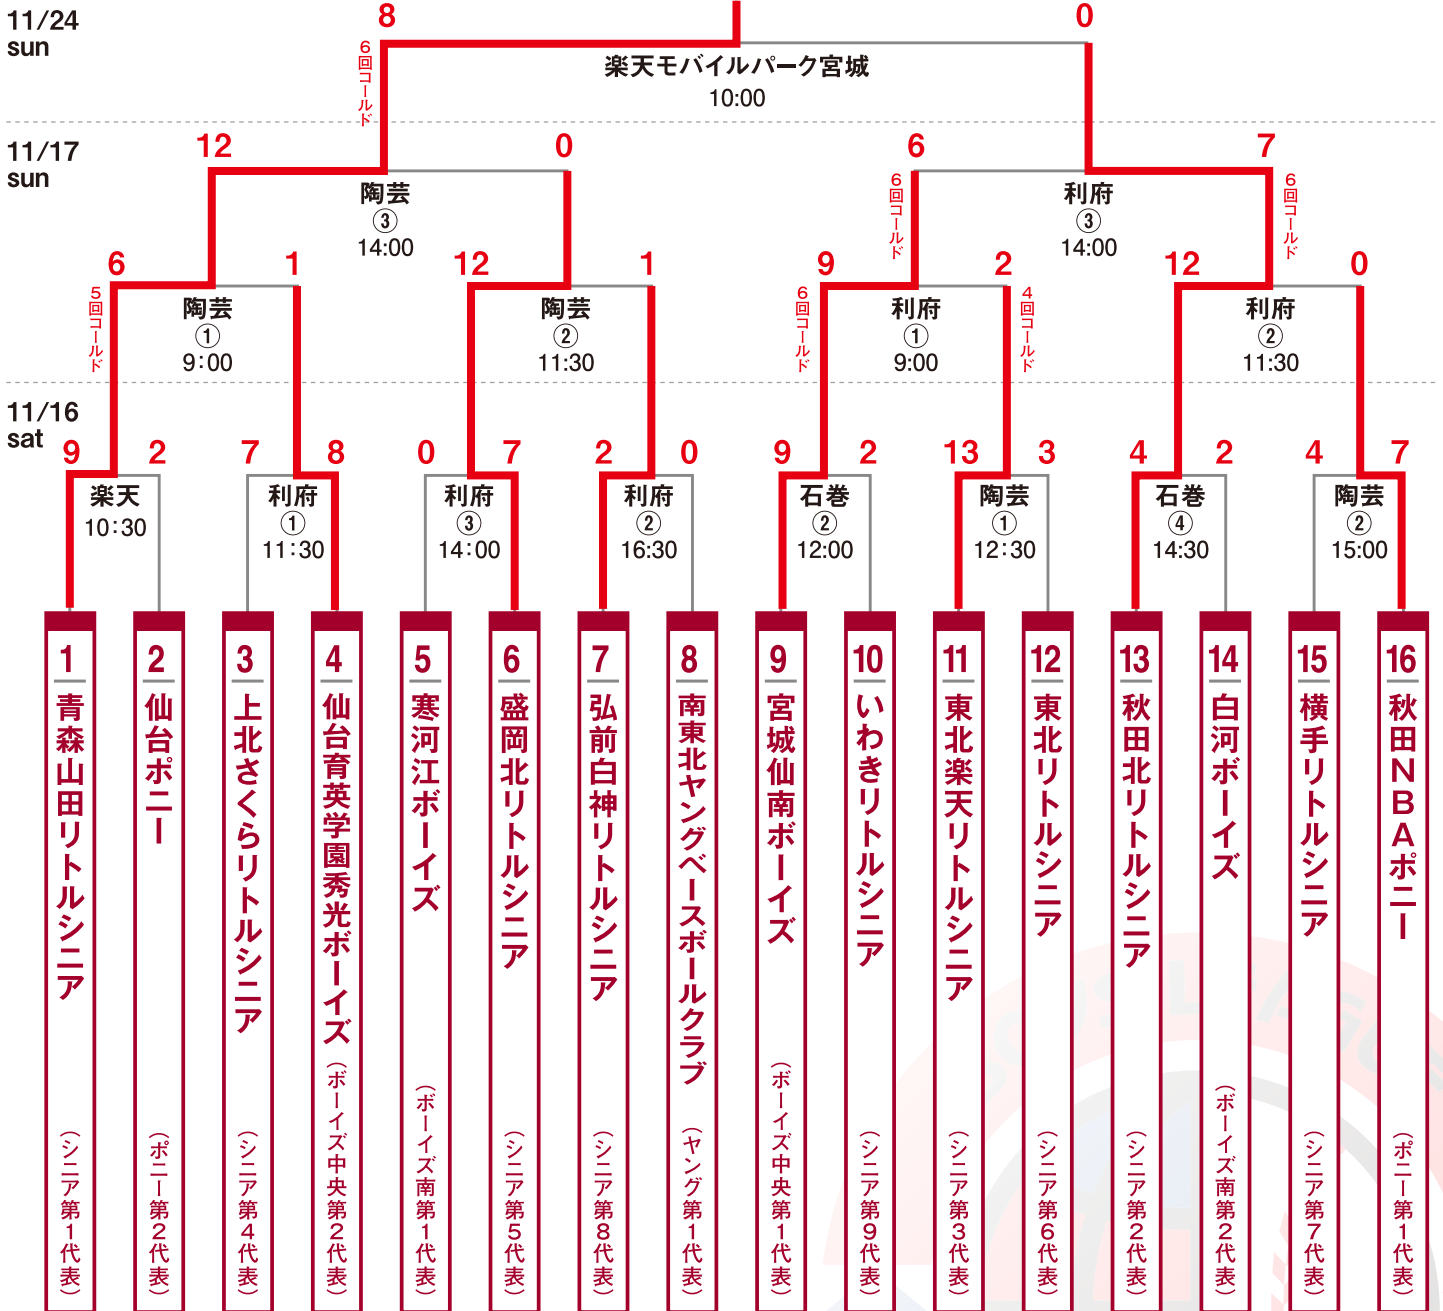 11/24
sun
8
0
6回コールド
楽天モバイルパーク宮城
10:00
11/17
sun
12
0
6
7
陶芸
③
14:00
6回コールド
利府
③
14:00
6回コールド
6
1
12
1
9
2
12
0
5回コールド
陶芸
①
9:00
陶芸
②
11:30
6回コールド
利府
①
9:00
4回コールド
利府
②
11:30
11/16
sat
9
2
7
8
0
7
2
0
9
2
13
3
4
2
4
7
楽天
10:30
利府
①
11:30
利府
③
14:00
利府
②
16:30
石巻
②
12:00
陶芸
①
12:30
石巻
④
14:30
陶芸
②
15:00
1
青森山田リトルシニア
(シニア第1代表)
2
仙台ポニー
(ポニー第2代表)
3
上北さくらリトルシニア
(シニア第4代表)
4
仙台育英学園秀光ボーイズ
(ボーイズ中央第2代表)
5
寒河江ボーイズ
(ボーイズ南第1代表)
6
盛岡北リトルシニア
(シニア第5代表)
7
弘前白神リトルシニア
(シニア第8代表)
8
南東北ヤングベースボールクラブ
(ヤング第1代表)
9
宮城仙南ボーイズ
(ボーイズ中央第1代表)
10
いわきリトルシニア
(シニア第9代表)
11
東北楽天リトルシニア
(シニア第3代表)
12
東北リトルシニア
(シニア第6代表)
13
秋田北リトルシニア
(シニア第2代表)
14
白河ボーイズ
(ボーイズ南第2代表)
15
横手リトルシニア
(シニア第7代表)
16
秋田NBAポニー
(ポニー第1代表)